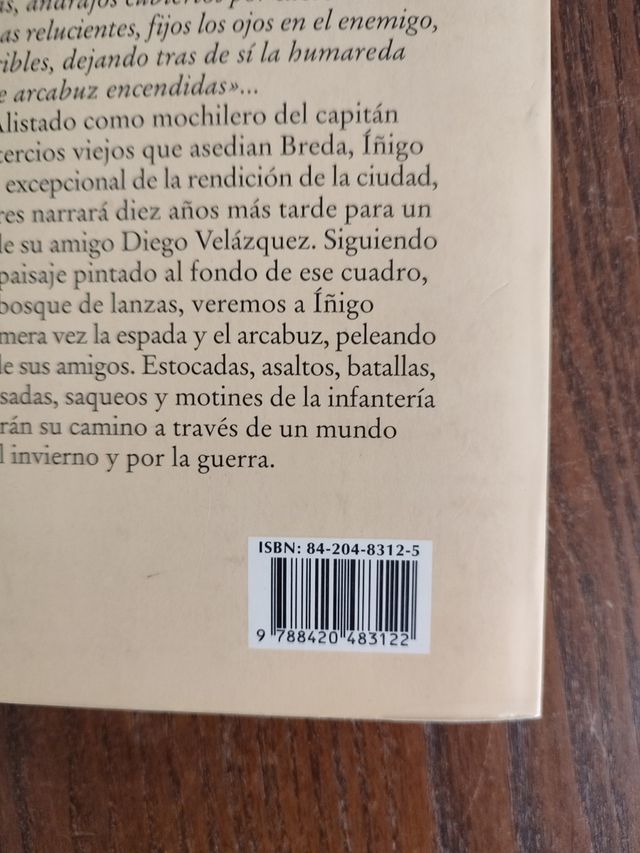 as relucientes, fijos los ojos en el enemigo,
ribles, dejando tras de sí la humareda
e arcabuz encendidas»...
Alistado como mochilero del capitán
tercios viejos que asedian Breda, Íñigo
excepcional de la rendición de la ciudad,
res narrará diez años más tarde para un
de su amigo Diego Velázquez. Siguiendo
paisaje pintado al fondo de ese cuadro,
bosque de lanzas, veremos a Íñigo
mera vez la espada y el arcabuz, peleando
de sus amigos. Estocadas, asaltos, batallas,
sadas, saqueos y motines de la infantería
rán su camino a través de un mundo
l invierno y por la guerra.
ISBN: 84-204-8312-5
9 788420 483122